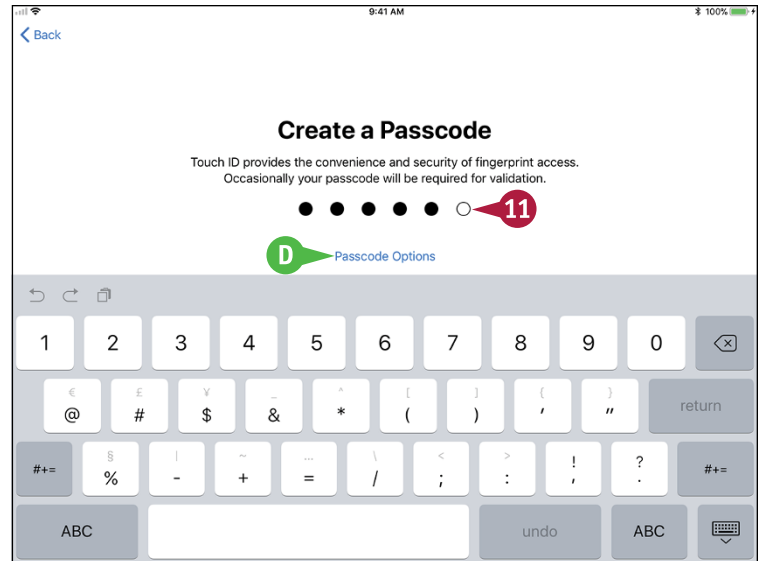 9:41 AM
100%
Back
Create a Passcode
Touch ID provides the convenience and security of fingerprint access.
Occasionally your passcode will be required for validation.
11
D
Passcode Options
1 2 3 4 5 6 7 8 9 0
€ £ ¥ _ ^ [ ] { }
@ # $ & * ( ) ' "
return
§ | ~ … \ < > ! ?
#+= % - + = / ; : , . #+=
ABC undo ABC